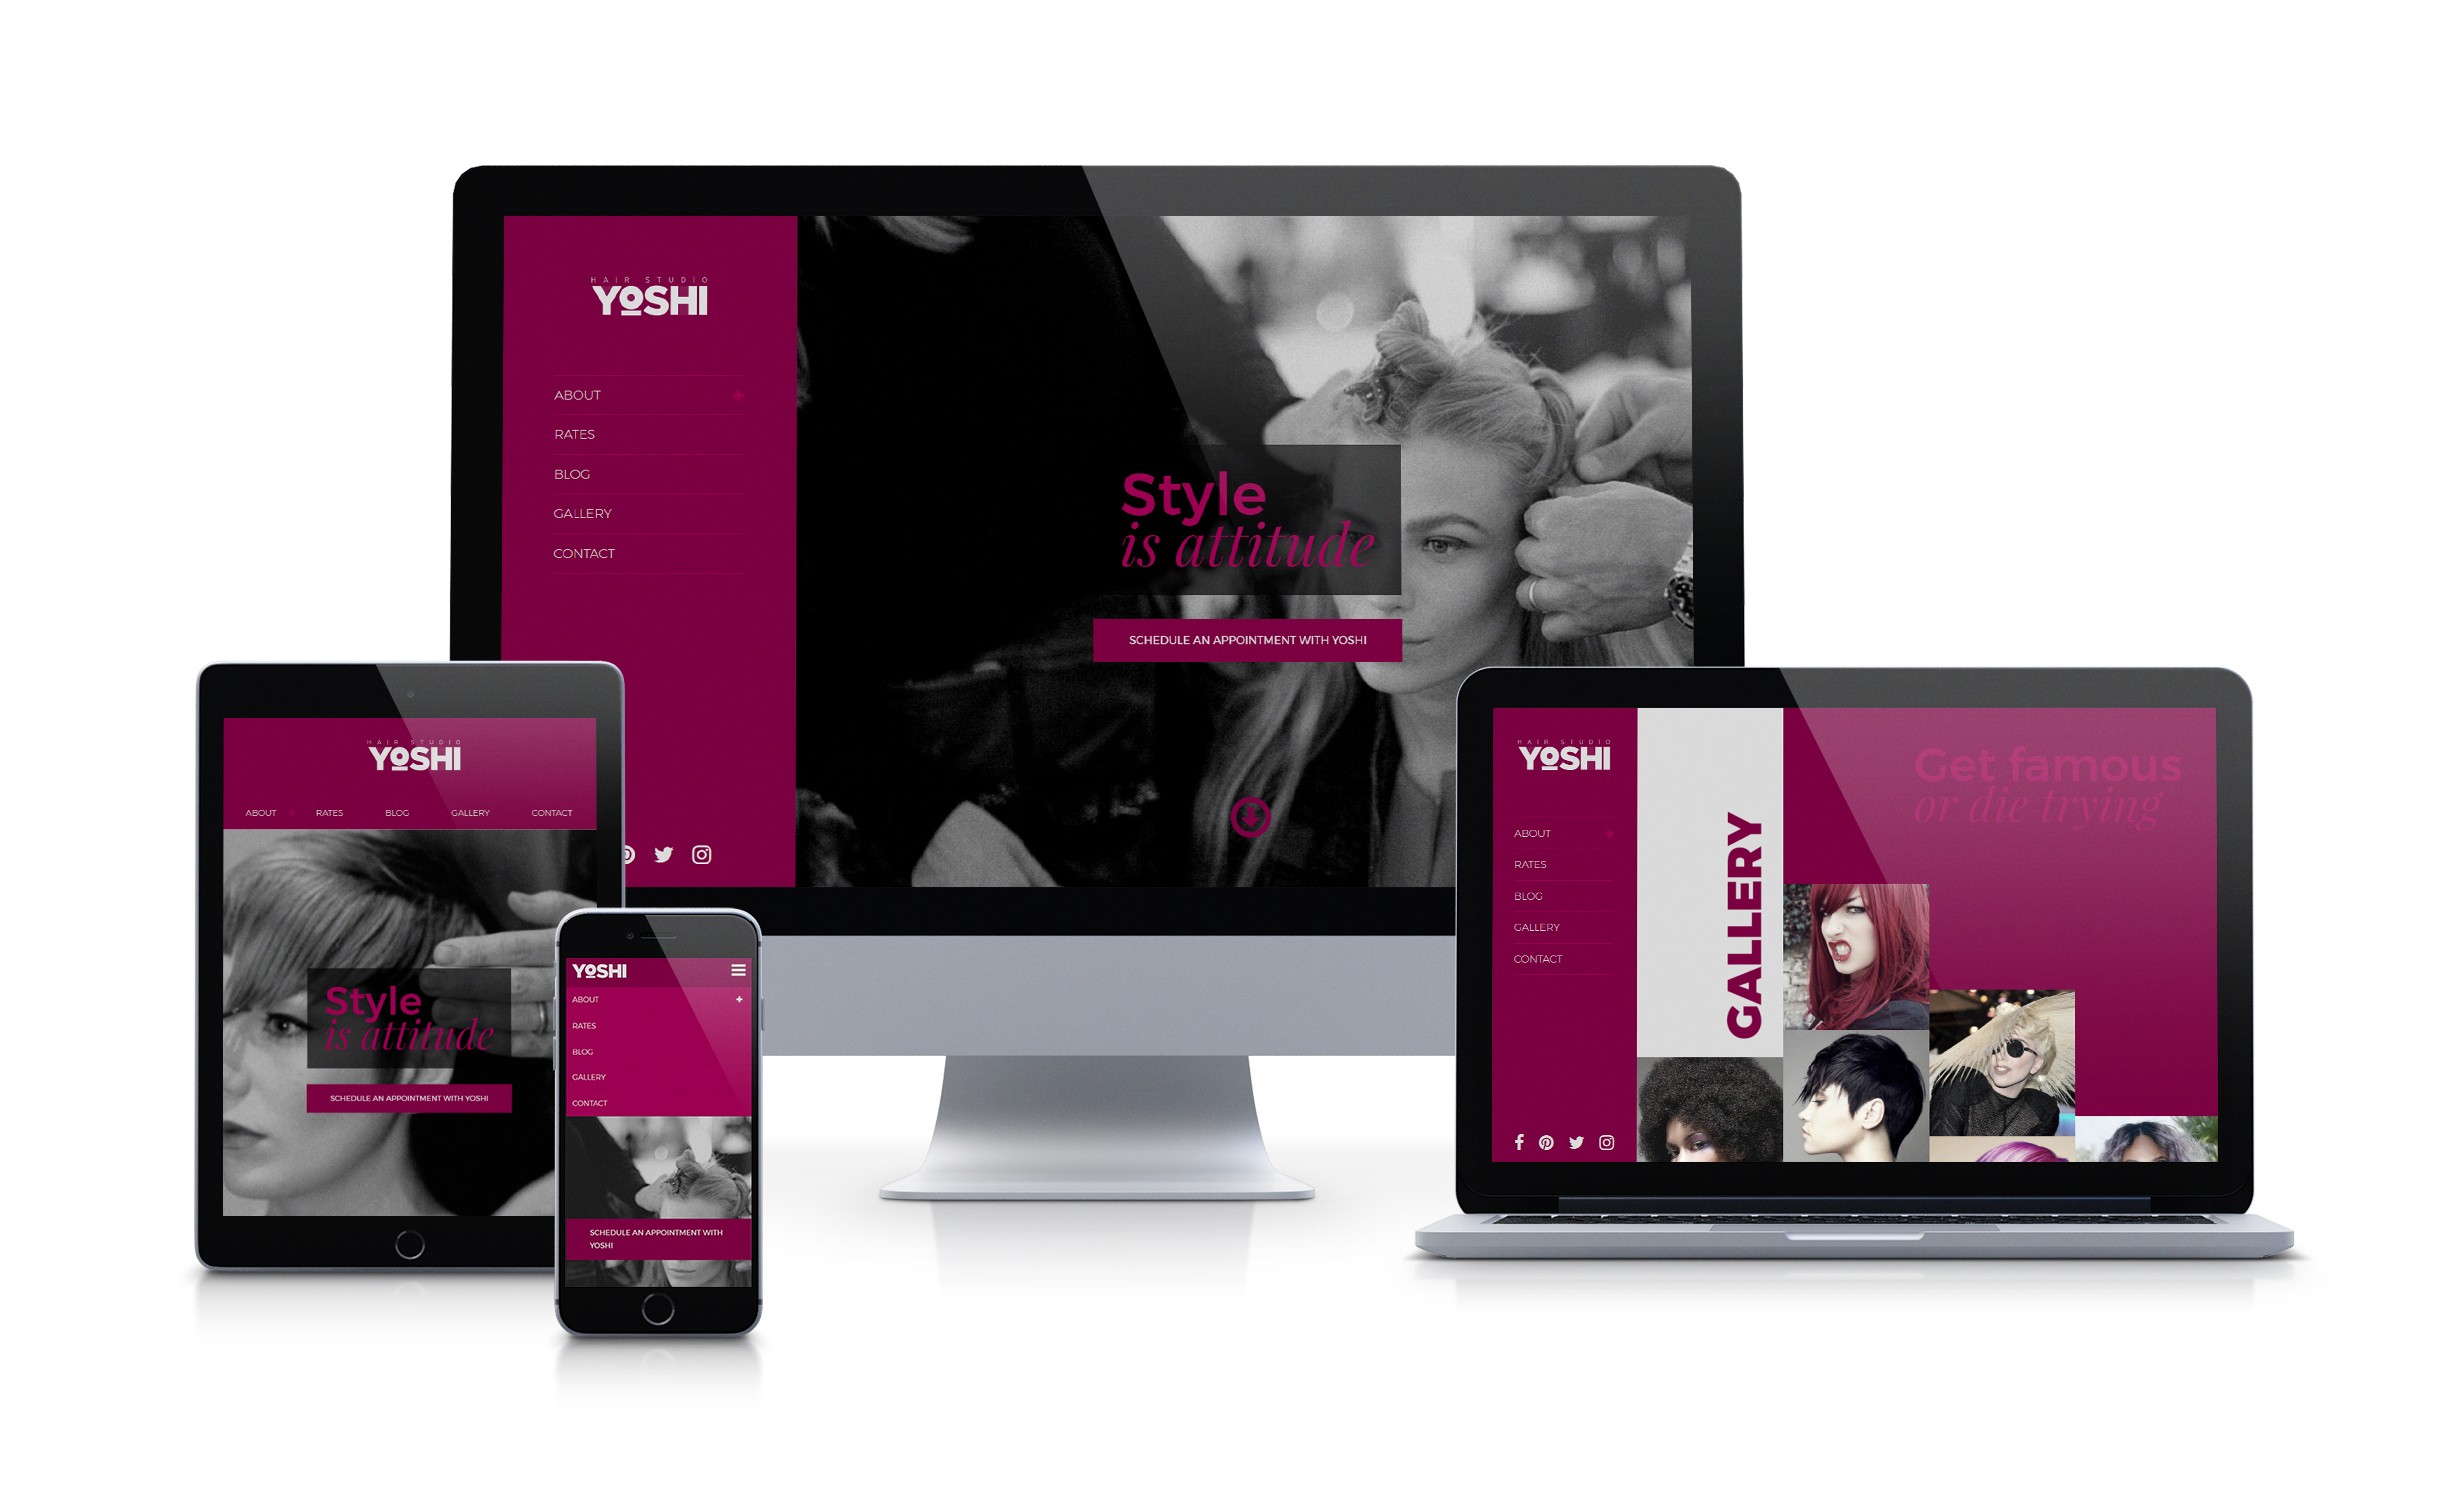 HAIR STUDIO
YOSHI
ABOUT +
RATES
BLOG
GALLERY
CONTACT
Style
is attitude
SCHEDULE AN APPOINTMENT WITH YOSHI
HAIR STUDIO
YOSHI
ABOUT +
RATES
BLOG
GALLERY
CONTACT
Style
is attitude
SCHEDULE AN APPOINTMENT WITH YOSHI
YOSHI
ABOUT +
RATES
BLOG
GALLERY
CONTACT
SCHEDULE AN APPOINTMENT WITH
YOSHI
HAIR STUDIO
YOSHI
ABOUT +
RATES
BLOG
GALLERY
CONTACT
GALLERY
Get famous
or die trying